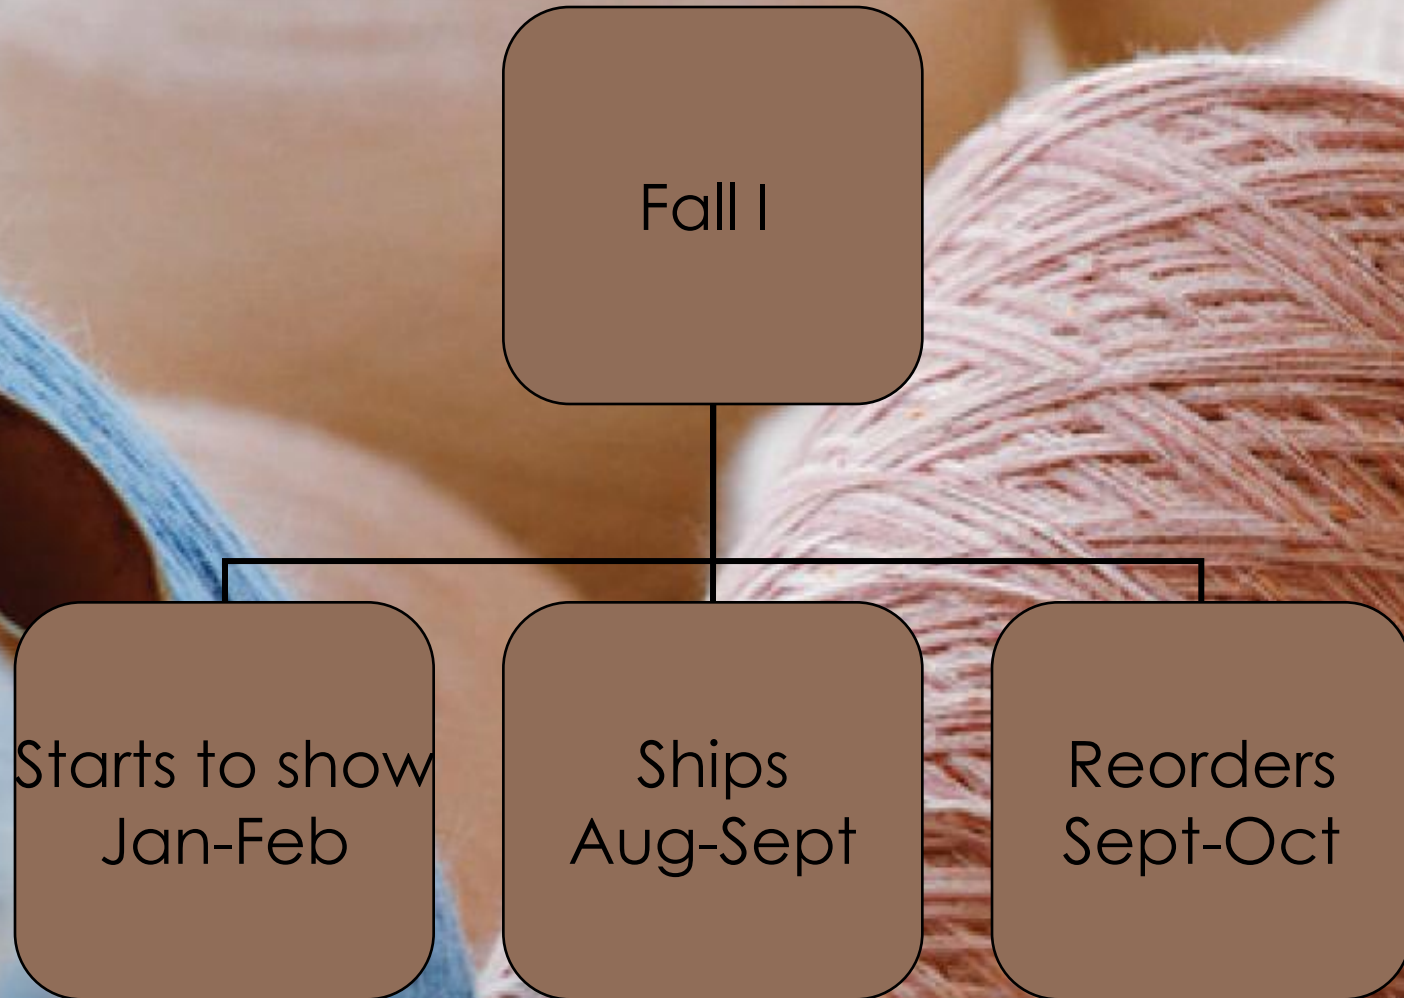 Fall I
Starts to show
Jan-Feb
Ships
Aug-Sept
Reorders
Sept-Oct